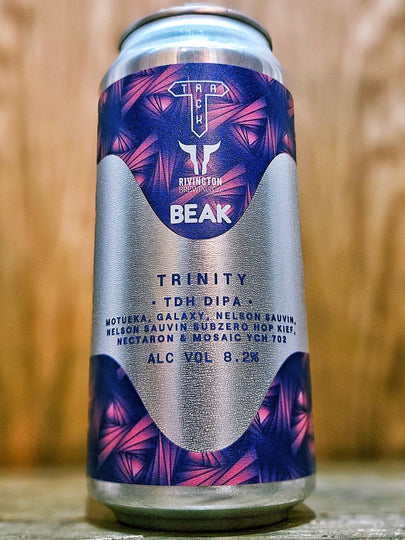 TRACK
RIVINGTON
BREWING Co
BEAK
TRINITY
· TDH DIPA ·
MOTUEKA, GALAXY, NELSON SAUVIN,
NELSON SAUVIN SUBZERO HOP KIEF,
NECTARON & MOSAIC YCH 702
ALC VOL 8.2%